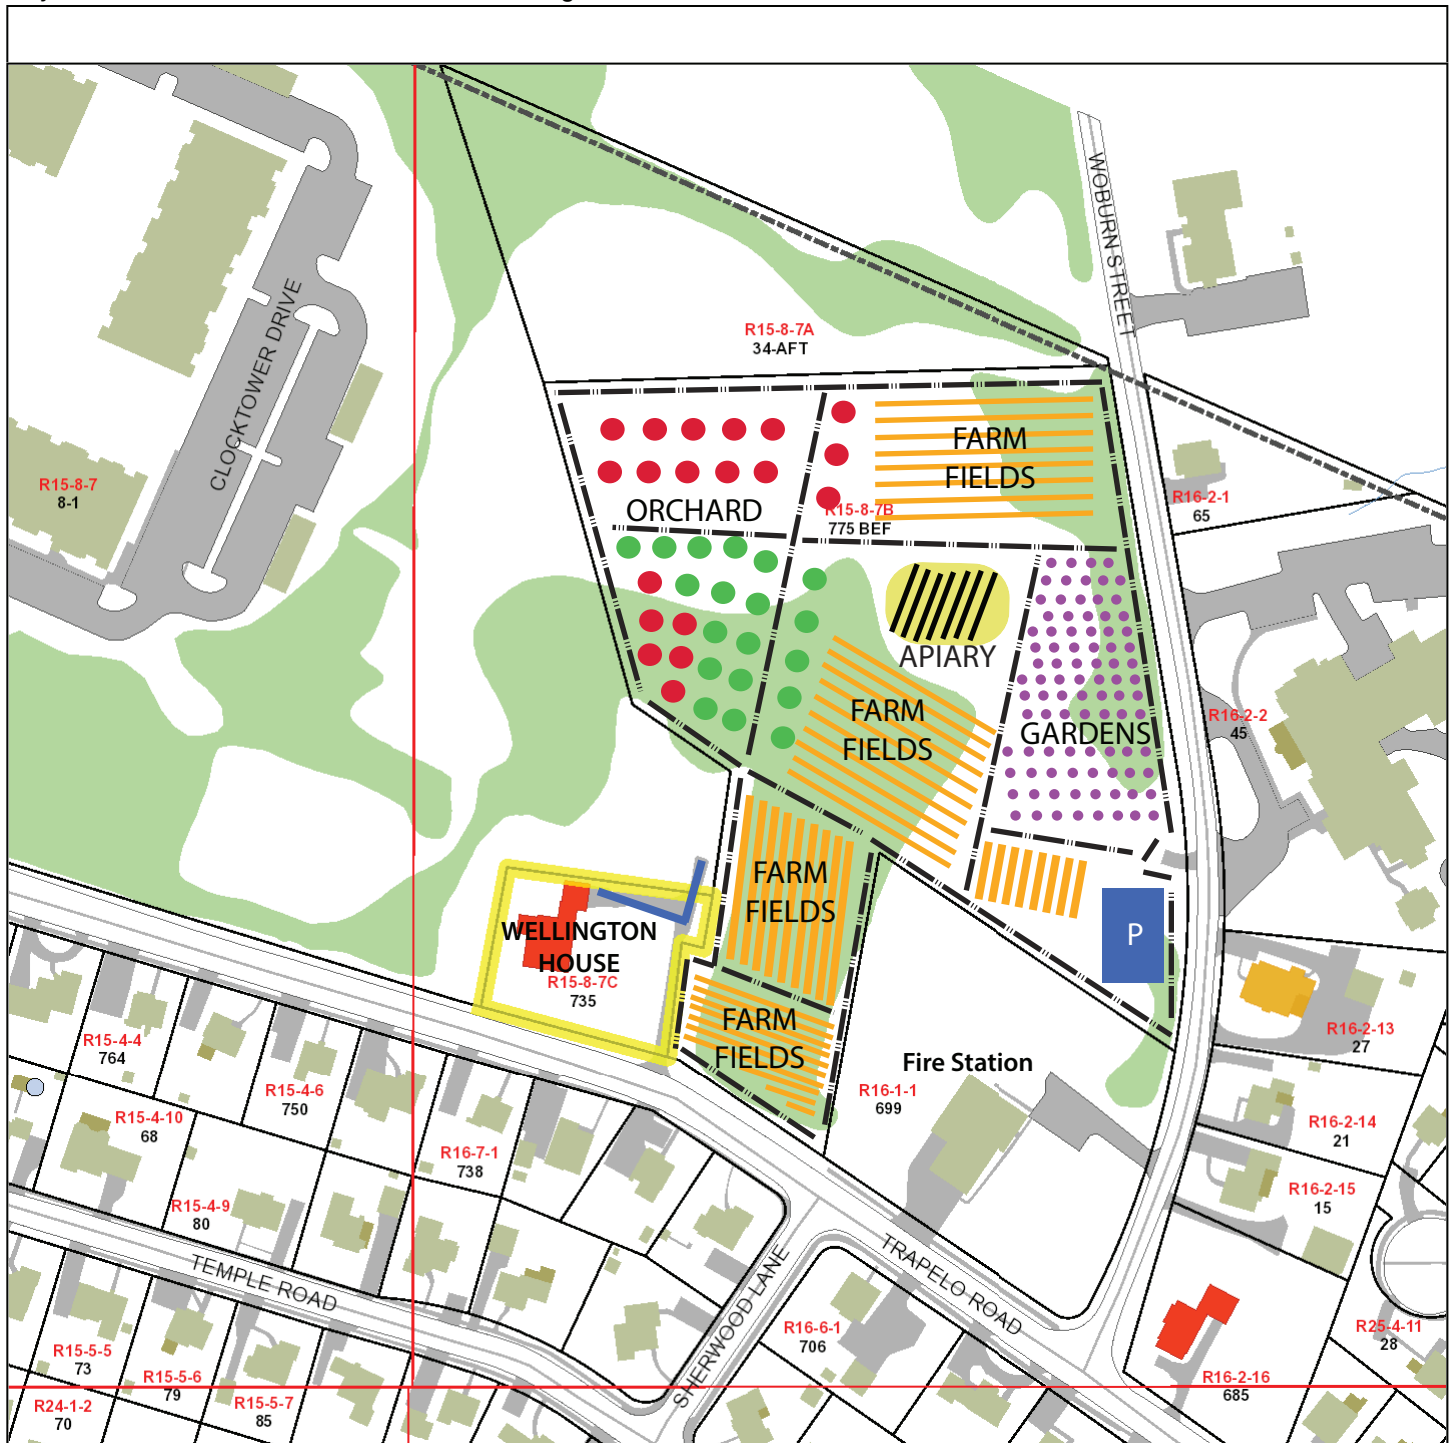 WOBURN STREET
CLOCKTOWER DRIVE
R15-8-7A
34-AFT
FARM
FIELDS
R15-8-7
8-1
R16-2-1
65
ORCHARD
R15-8-7B
775 BEF
APIARY
FARM
FIELDS
GARDENS
R16-2-2
45
FARM
FIELDS
P
WELLINGTON
HOUSE
R15-8-7C
735
FARM
FIELDS
R15-4-4
764
R16-2-13
27
Fire Station
R16-1-1
699
R15-4-6
750
R15-4-10
68
R16-2-14
21
R16-7-1
738
R15-4-9
80
R16-2-15
15
TEMPLE ROAD
SHERWOOD LANE
TRAPELO ROAD
R16-6-1
706
R25-4-11
28
R15-5-5
73
R15-5-6
79
R15-5-7
85
R24-1-2
70
R16-2-16
685